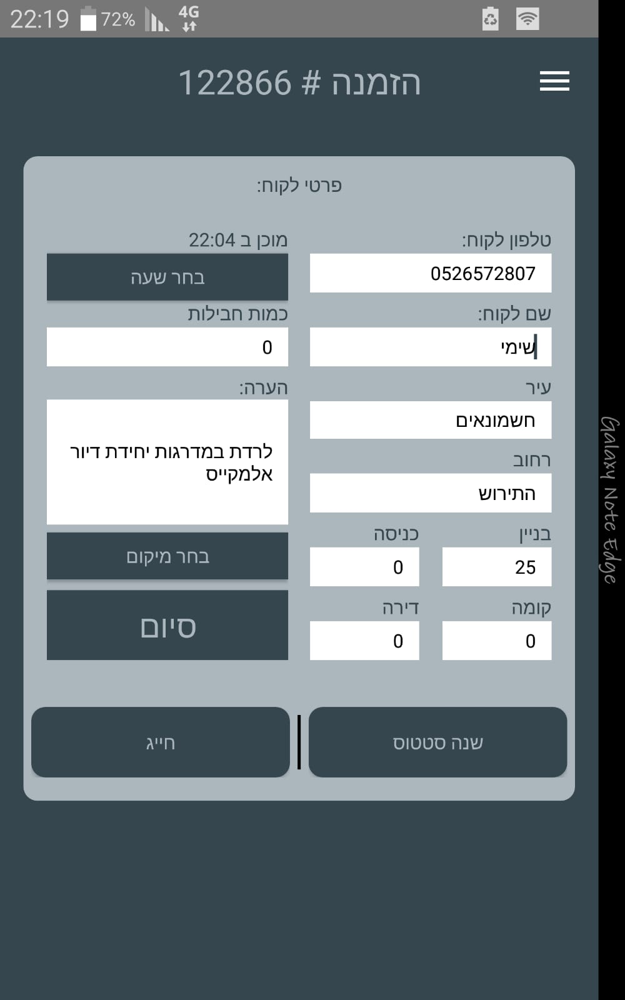 22:19 72% 4G
הזמנה # 122866
פרטי לקוח:
טלפון לקוח:
0526572807
שם לקוח:
שימי
עיר
חשמונאים
רחוב
התירוש
בניין
25
כניסה
0
קומה
0
דירה
0
מוכן ב 22:04
בחר שעה
כמות חבילות
0
הערה:
לרדת במדרגות יחידת דיור
אלמקייס
בחר מיקום
סיום
שנה סטטוס
חייג
Galaxy Note Edge